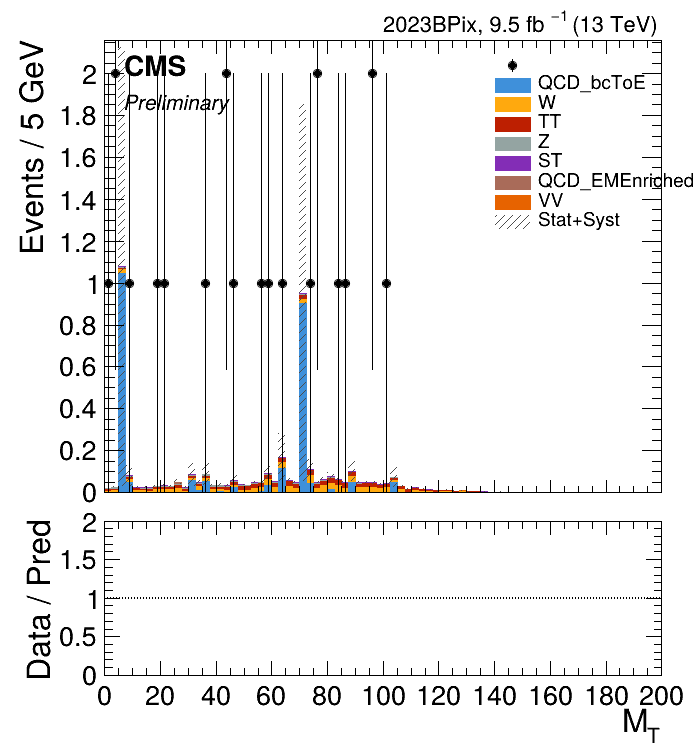 2023BPix, 9.5 fb⁻¹ (13 TeV)
CMS
Preliminary
Events / 5 GeV
2
1.8
1.6
1.4
1.2
1
0.8
0.6
0.4
0.2
0
QCD_bcToE
W
TT
Z
ST
QCD_EMEnriched
VV
Stat+Syst
Data / Pred
2
1.5
1
0.5
0
0 20 40 60 80 100 120 140 160 180 200
M_T